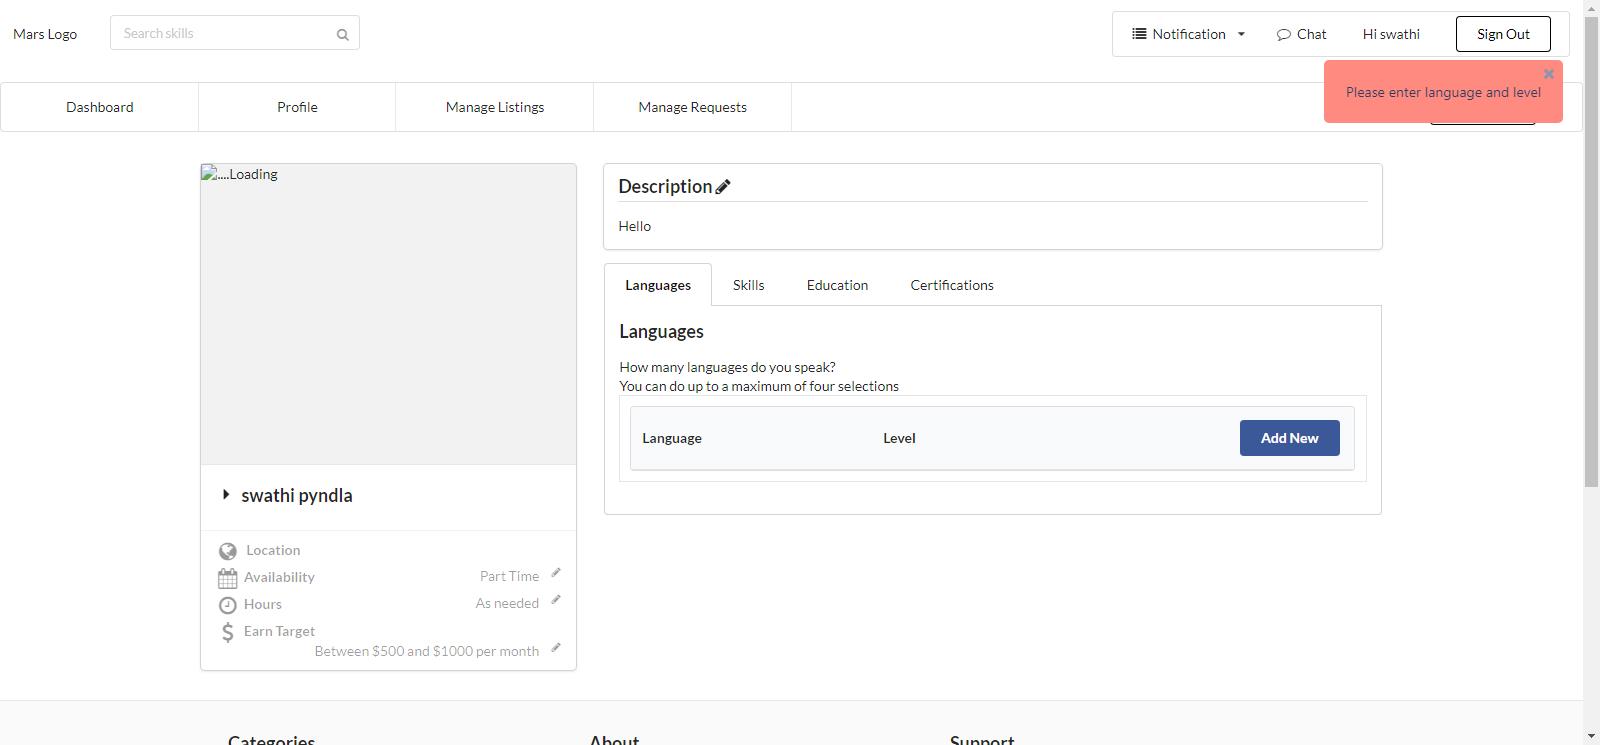 Mars Logo
Search skills
Notification
Chat
Hi swathi
Sign Out
Please enter language and level
Dashboard
Profile
Manage Listings
Manage Requests
....Loading
Description
Hello
Languages
Skills
Education
Certifications
Languages
How many languages do you speak?
You can do up to a maximum of four selections
Language
Level
Add New
swathi pyndla
Location
Availability
Part Time
Hours
As needed
Earn Target
Between $500 and $1000 per month
Categories
About
Support